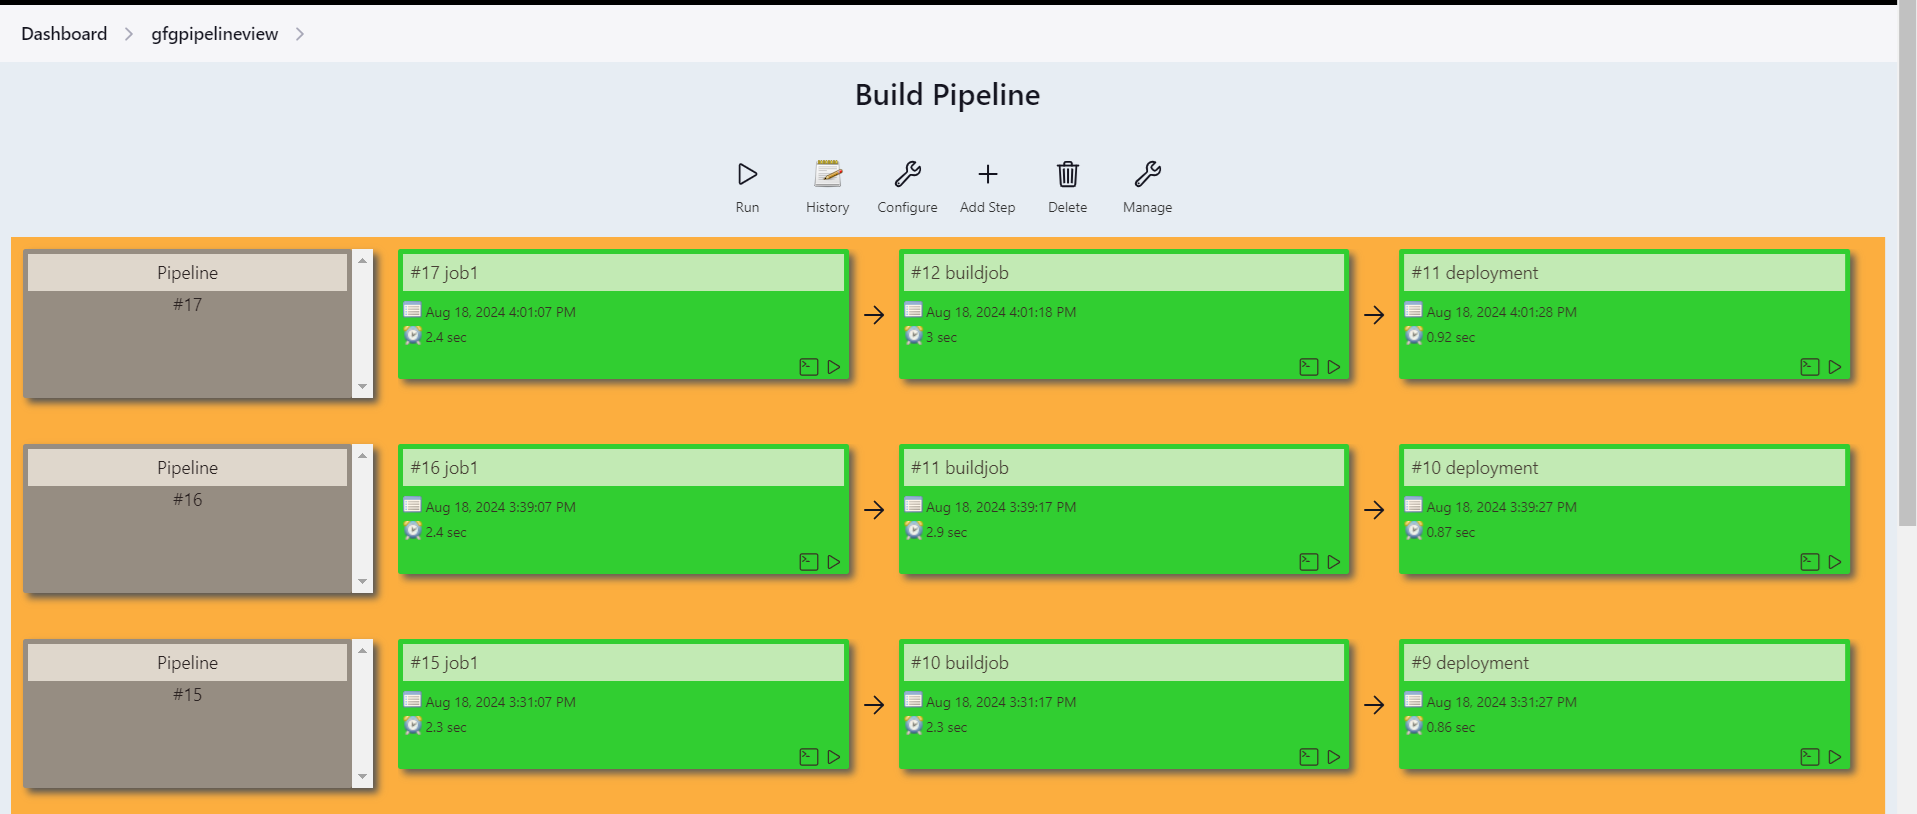 Dashboard > gfgpipelineview >
Build Pipeline
Run History Configure Add Step Delete Manage
Pipeline
#17
#17 job1
Aug 18, 2024 4:01:07 PM
2.4 sec
#12 buildjob
Aug 18, 2024 4:01:18 PM
3 sec
#11 deployment
Aug 18, 2024 4:01:28 PM
0.92 sec
Pipeline
#16
#16 job1
Aug 18, 2024 3:39:07 PM
2.4 sec
#11 buildjob
Aug 18, 2024 3:39:17 PM
2.9 sec
#10 deployment
Aug 18, 2024 3:39:27 PM
0.87 sec
Pipeline
#15
#15 job1
Aug 18, 2024 3:31:07 PM
2.3 sec
#10 buildjob
Aug 18, 2024 3:31:17 PM
2.3 sec
#9 deployment
Aug 18, 2024 3:31:27 PM
0.86 sec